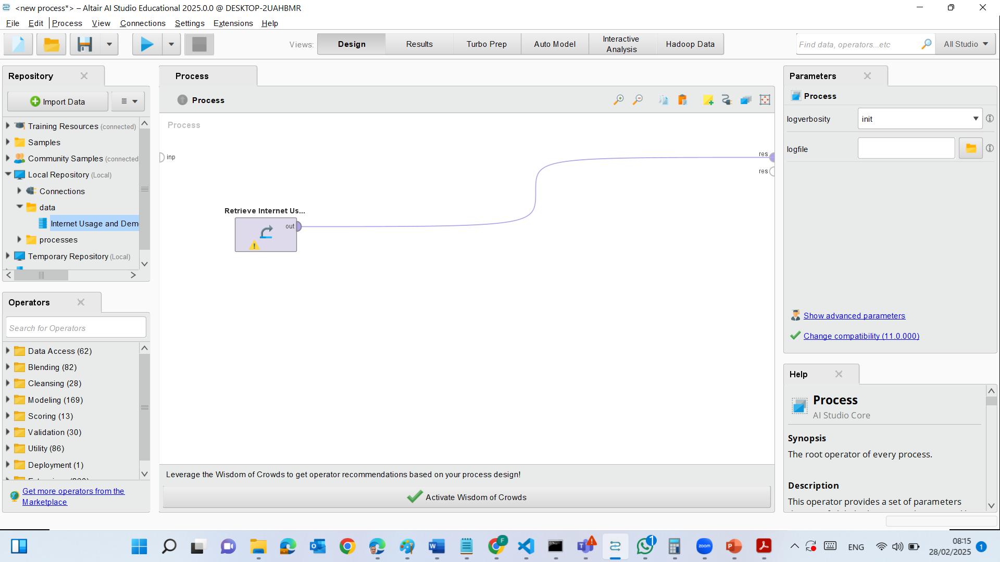 <new process*> – Altair AI Studio Educational 2025.0.0 @ DESKTOP-2UAHBMR
File Edit Process View Connections Settings Extensions Help
Views: Design Results Turbo Prep Auto Model Interactive Analysis Hadoop Data
Find data, operators...etc
All Studio
Repository
Import Data
Training Resources (connected)
Samples
Community Samples (connected
Local Repository (Local)
Connections
data
Internet Usage and Dem
processes
Temporary Repository (Local)
Operators
Search for Operators
Data Access (62)
Blending (82)
Cleansing (28)
Modeling (169)
Scoring (13)
Validation (30)
Utility (86)
Deployment (1)
Get more operators from the
Marketplace
Process
Process
Process
inp
res
res
Retrieve Internet Us...
out
Leverage the Wisdom of Crowds to get operator recommendations based on your process design!
Activate Wisdom of Crowds
Parameters
Process
logverbosity
init
logfile
Show advanced parameters
Change compatibility (11.0.000)
Help
Process
AI Studio Core
Synopsis
The root operator of every process.
Description
This operator provides a set of parameters
F
1
zoom
ENG
08:15
28/02/2025
1